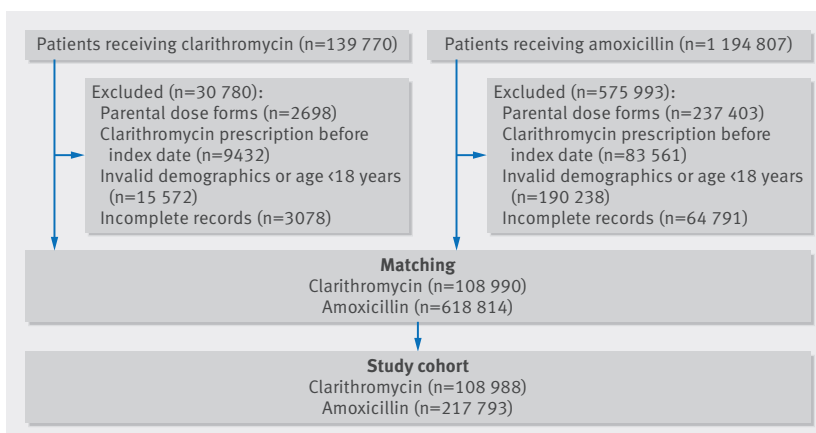 Patients receiving clarithromycin (n=139 770)
Patients receiving amoxicillin (n=1 194 807)
Excluded (n=30 780):
Parental dose forms (n=2698)
Clarithromycin prescription before
index date (n=9432)
Invalid demographics or age <18 years
(n=15 572)
Incomplete records (n=3078)
Excluded (n=575 993):
Parental dose forms (n=237 403)
Clarithromycin prescription before
index date (n=83 561)
Invalid demographics or age <18 years
(n=190 238)
Incomplete records (n=64 791)
Matching
Clarithromycin (n=108 990)
Amoxicillin (n=618 814)
Study cohort
Clarithromycin (n=108 988)
Amoxicillin (n=217 793)